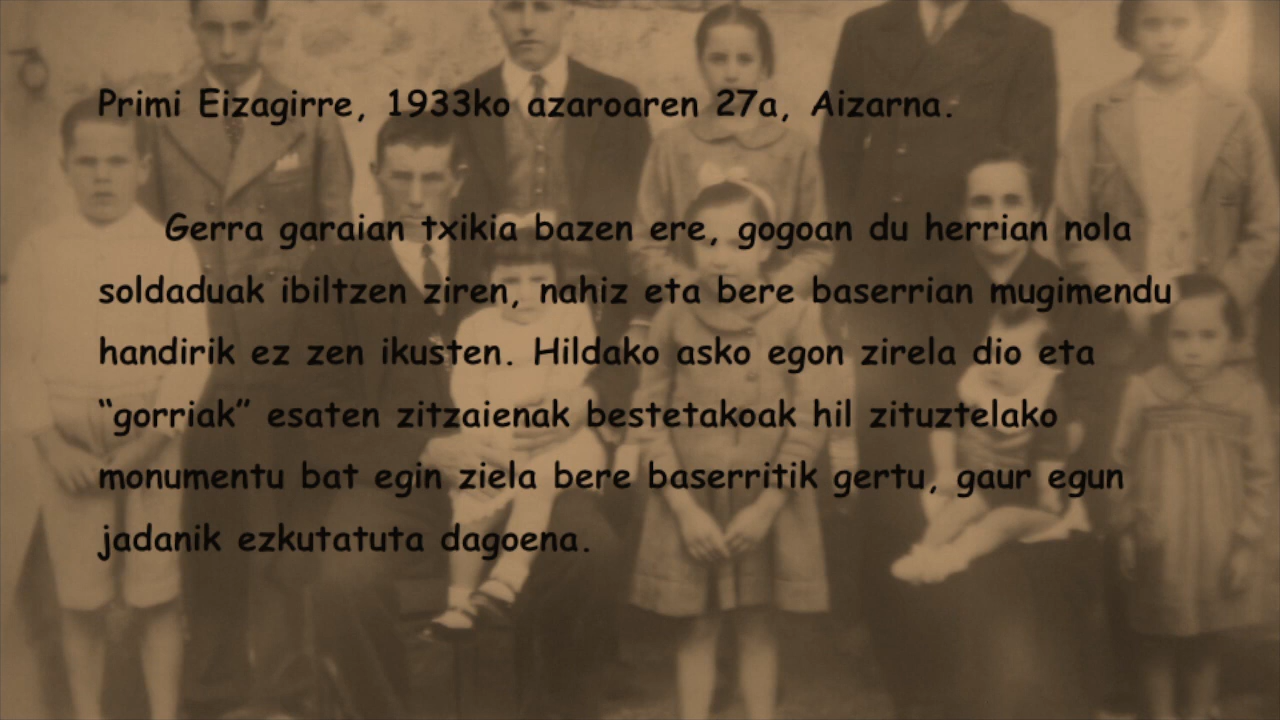 Primi Eizagirre, 1933ko azaroaren 27a, Aizarna.
Gerra garaian txikia bazen ere, gogoan du herrian nola
soldaduak ibiltzen ziren, nahiz eta bere baserrian mugimendu
handirik ez zen ikusten. Hildako asko egon zirela dio eta
“gorriak” esaten zitzaienak bestetakoak hil zituztelako
monumentu bat egin ziela bere baserritik gertu, gaur egun
jadanik ezkutatuta dagoena.